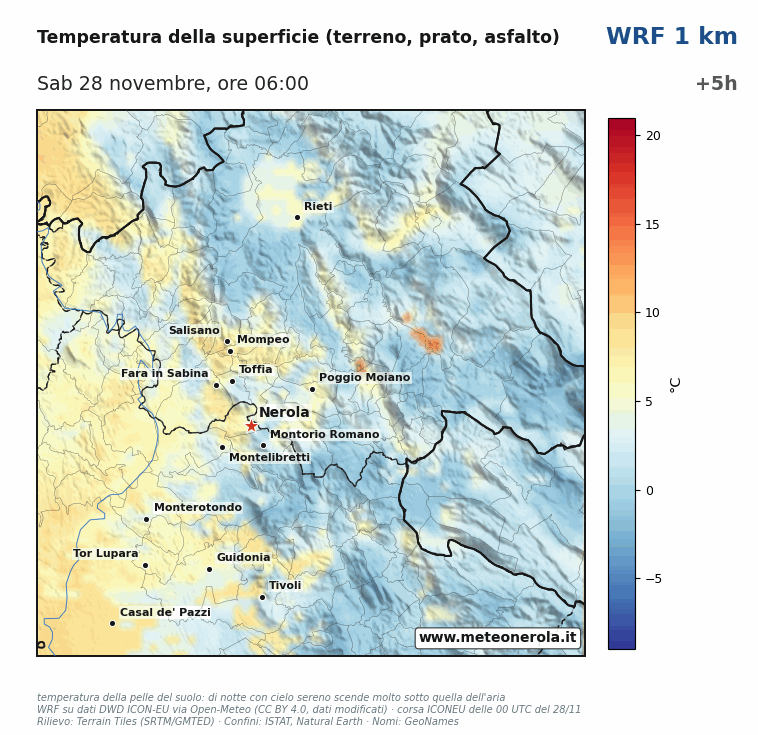 Temperatura della superficie (terreno, prato, asfalto)
WRF 1 km
Sab 28 novembre, ore 06:00
+5h
Rieti
Salisano
Mompeo
Fara in Sabina
Toffia
Poggio Moiano
Nerola
Montorio Romano
Montelibretti
Monterotondo
Tor Lupara
Guidonia
Tivoli
Casal de' Pazzi
www.meteonerola.it
20
15
10
5
0
−5
°C
temperatura della pelle del suolo: di notte con cielo sereno scende molto sotto quella dell'aria
WRF su dati DWD ICON-EU via Open-Meteo (CC BY 4.0, dati modificati) · corsa ICONEU delle 00 UTC del 28/11
Rilievo: Terrain Tiles (SRTM/GMTED) · Confini: ISTAT, Natural Earth · Nomi: GeoNames